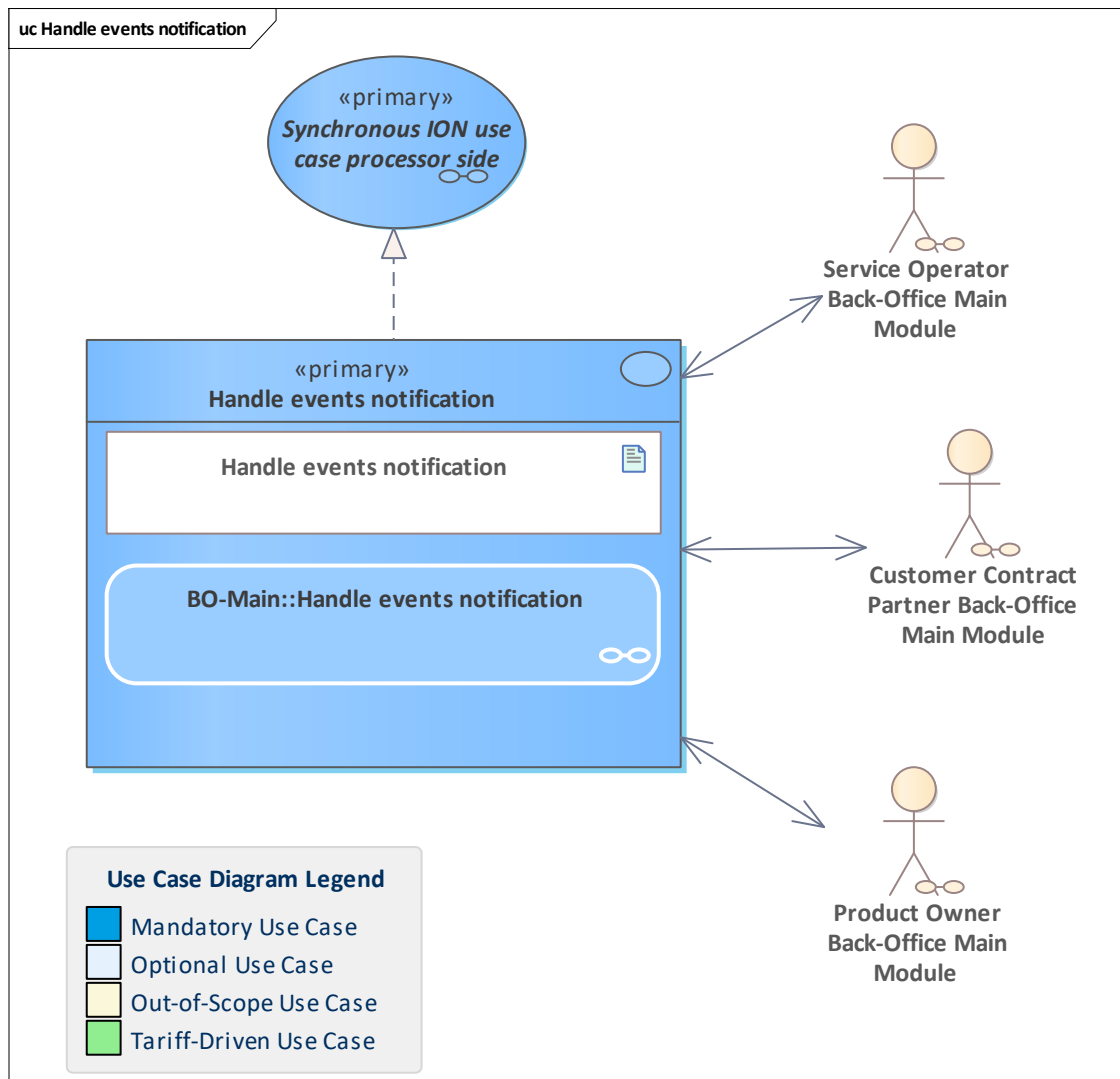 uc Handle events notification
«primary»
Synchronous ION use
case processor side
Service Operator
Back-Office Main
Module
«primary»
Handle events notification
Handle events notification
Customer Contract
Partner Back-Office
Main Module
BO-Main::Handle events notification
Product Owner
Back-Office Main
Module
Use Case Diagram Legend
Mandatory Use Case
Optional Use Case
Out-of-Scope Use Case
Tariff-Driven Use Case